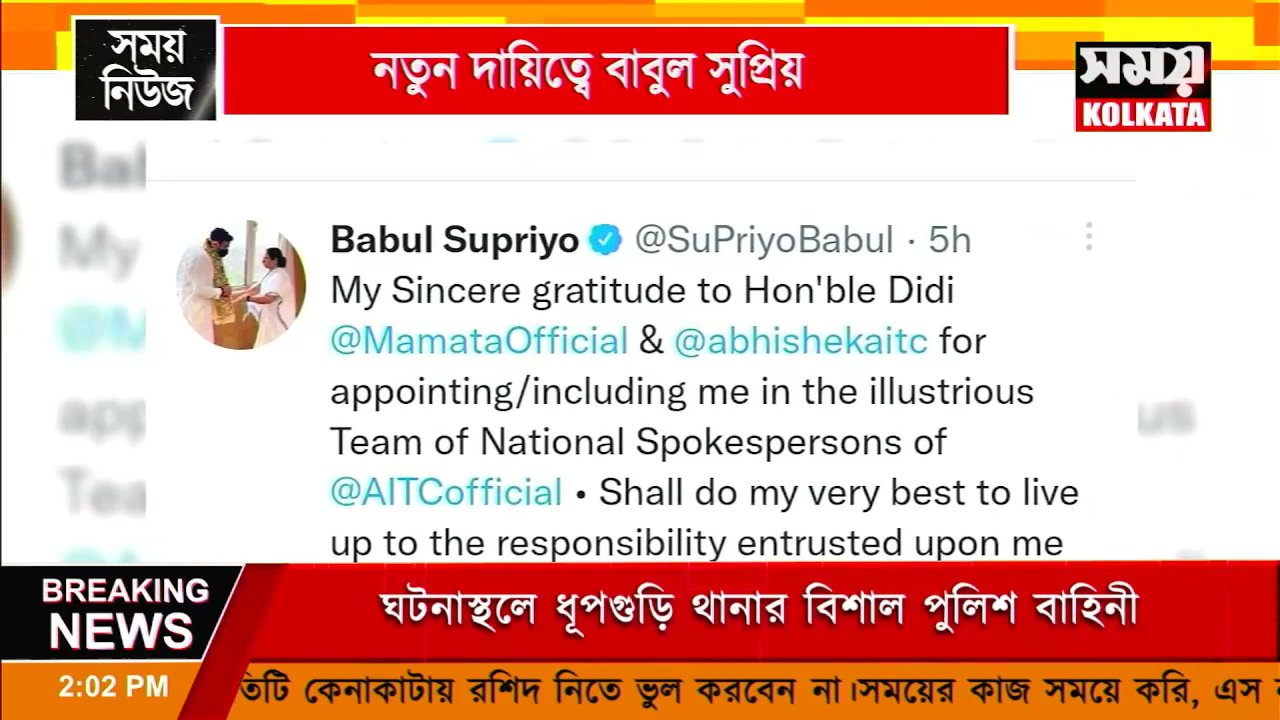 সময় নিউজ
নতুন দায়িত্বে বাবুল সুপ্রিয়
সময়
KOLKATA
Babul Supriyo @SuPriyoBabul · 5h
My Sincere gratitude to Hon'ble Didi
@MamataOfficial & @abhishekaitc for
appointing/including me in the illustrious
Team of National Spokespersons of
@AITCofficial • Shall do my very best to live
up to the responsibility entrusted upon me
BREAKING
NEWS
ঘটনাস্থলে ধূপগুড়ি থানার বিশাল পুলিশ বাহিনী
2:02 PM
তিটি কেনাকাটায় রশিদ নিতে ভুল করবেন না।সময়ের কাজ সময়ে করি, এস